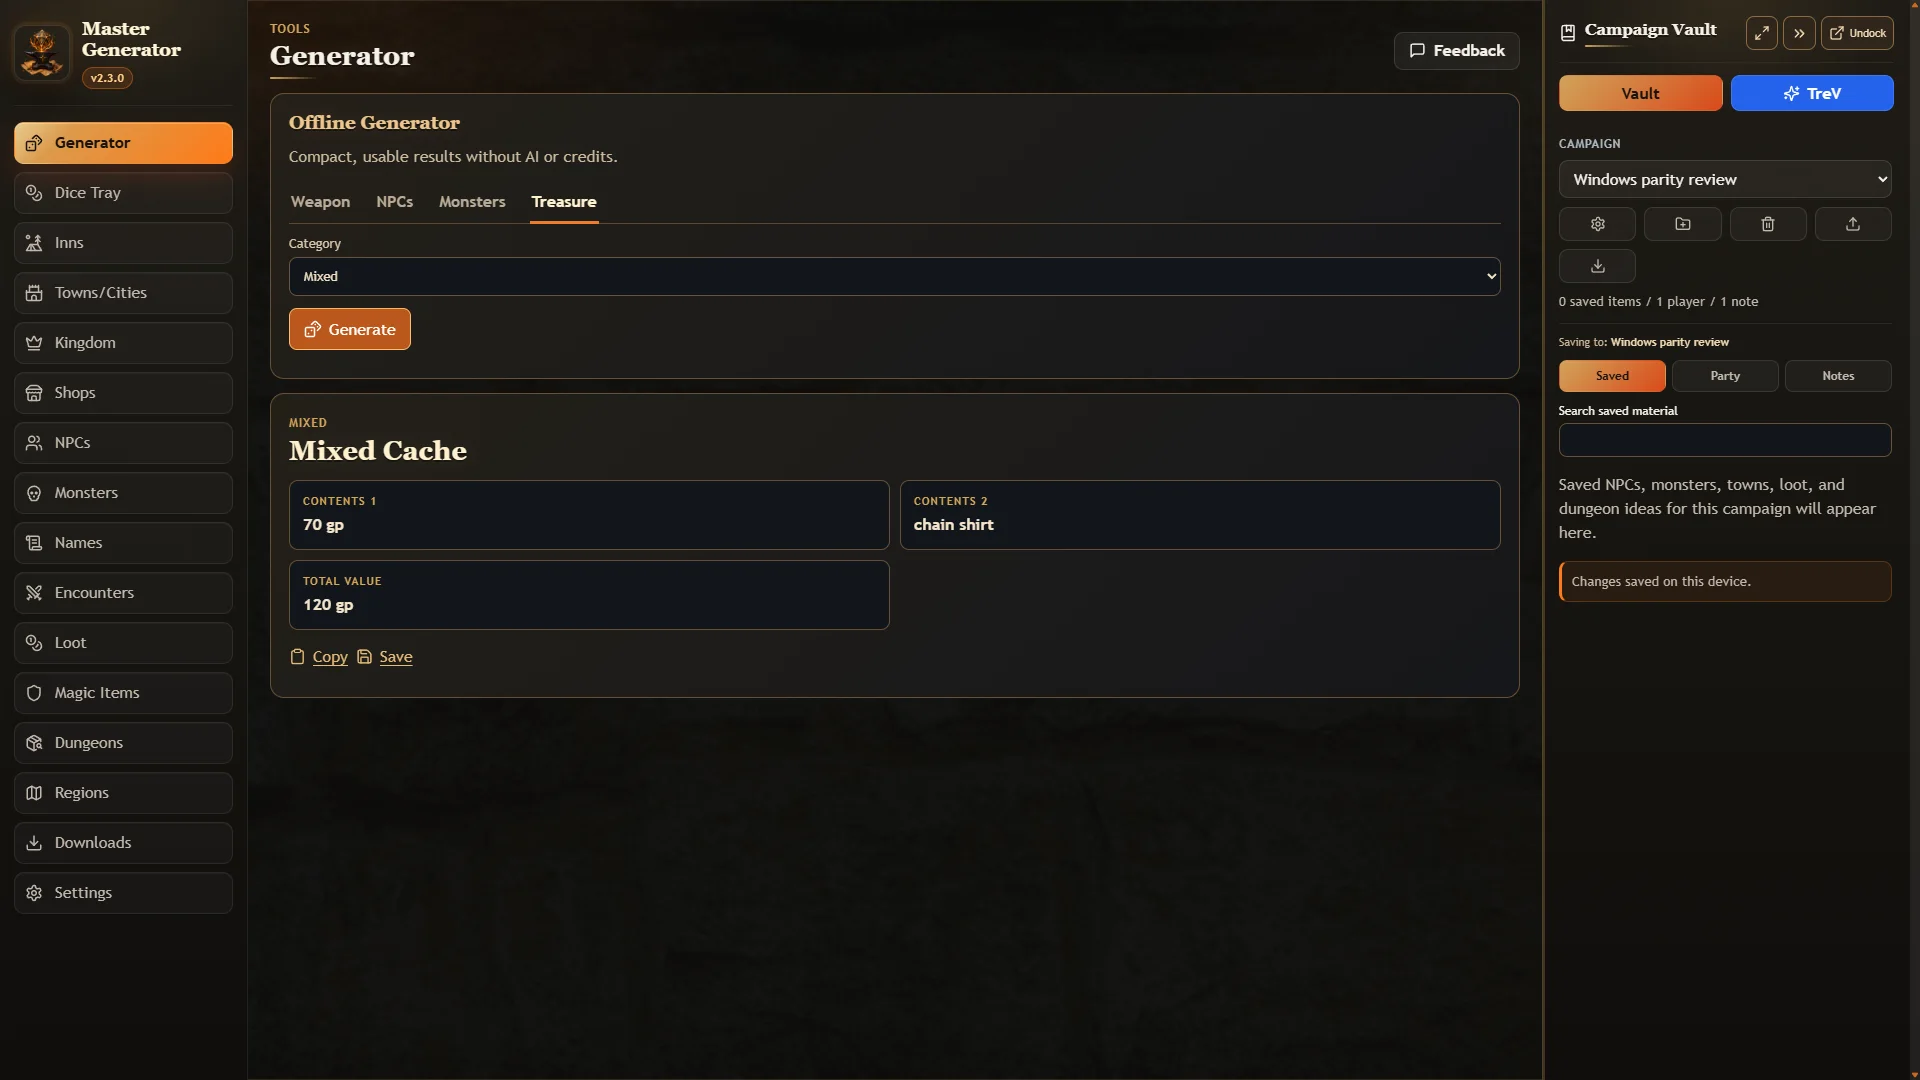 Master
Generator
v2.3.0
Generator
Dice Tray
Inns
Towns/Cities
Kingdom
Shops
NPCs
Monsters
Names
Encounters
Loot
Magic Items
Dungeons
Regions
Downloads
Settings
TOOLS
Generator
Feedback
Offline Generator
Compact, usable results without AI or credits.
Weapon NPCs Monsters Treasure
Category
Mixed
Generate
MIXED
Mixed Cache
CONTENTS 1
70 gp
CONTENTS 2
chain shirt
TOTAL VALUE
120 gp
Copy Save
Campaign Vault
Undock
Vault TreV
CAMPAIGN
Windows parity review
0 saved items / 1 player / 1 note
Saving to: Windows parity review
Saved Party Notes
Search saved material
Saved NPCs, monsters, towns, loot, and
dungeon ideas for this campaign will appear
here.
Changes saved on this device.